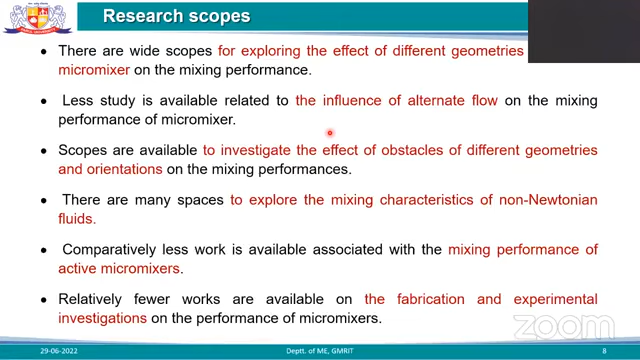 Research scopes
• There are wide scopes for exploring the effect of different geometries
micromixer on the mixing performance.
• Less study is available related to the influence of alternate flow on the mixing
performance of micromixer.
• Scopes are available to investigate the effect of obstacles of different geometries
and orientations on the mixing performances.
• There are many spaces to explore the mixing characteristics of non-Newtonian
fluids.
• Comparatively less work is available associated with the mixing performance of
active micromixers.
• Relatively fewer works are available on the fabrication and experimental
investigations on the performance of micromixers.
zoom
29-06-2022 Deptt. of ME, GMRIT 8